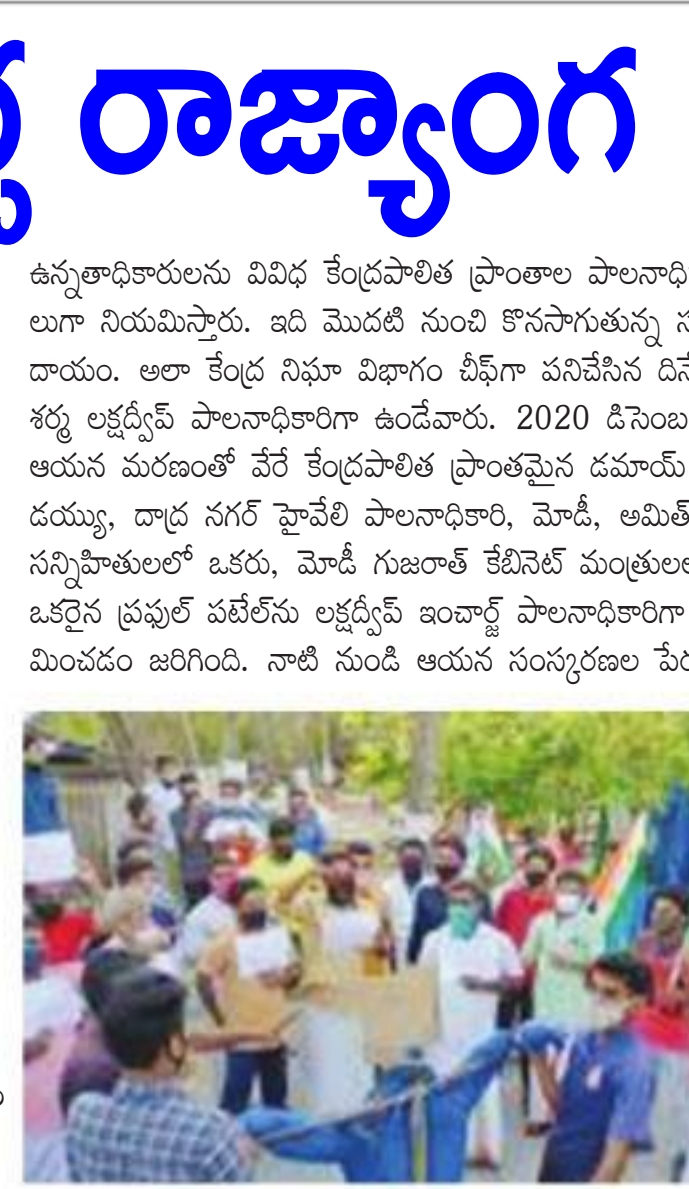 రాజ్యాంగ
ఉన్నతాధికారులను వివిధ కేంద్రపాలిత ప్రాంతాల పాలనాధి
లుగా నియమిస్తారు. ఇది మొదటి నుంచి కొనసాగుతున్న స
దాయం. అలా కేంద్ర నిఘా విభాగం చీఫ్‌గా పనిచేసిన దినే
శర్మ లక్షద్వీప్ పాలనాధికారిగా ఉండేవారు. 2020 డిసెంబ
ఆయన మరణంతో వేరే కేంద్రపాలిత ప్రాంతమైన డమాయ్
డయ్యు, దాద్ర నగర్ హైవేలి పాలనాధికారి, మోడీ, అమిత్
సన్నిహితులలో ఒకరు, మోడీ గుజరాత్ కేబినెట్ మంత్రులల
ఒకరైన ప్రఫుల్ పటేల్‌ను లక్షద్వీప్ ఇంచార్జ్ పాలనాధికారిగా
మించడం జరిగింది. నాటి నుండి ఆయన సంస్కరణల పేర